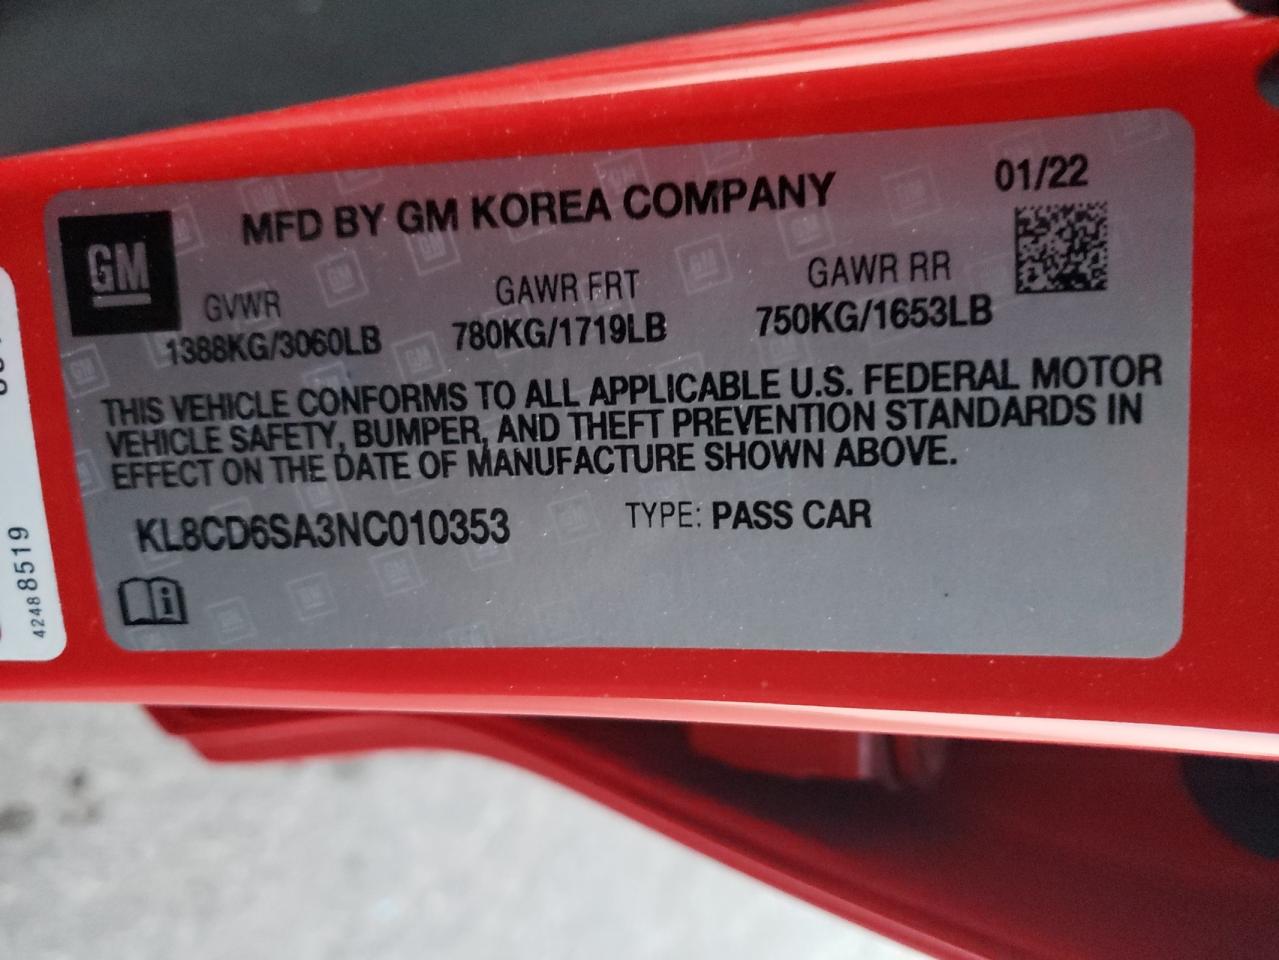 01/22
GM
MFD BY GM KOREA COMPANY
GVWR GAWR FRT GAWR RR
1388KG/3060LB 780KG/1719LB 750KG/1653LB
THIS VEHICLE CONFORMS TO ALL APPLICABLE U.S. FEDERAL MOTOR
VEHICLE SAFETY, BUMPER, AND THEFT PREVENTION STANDARDS IN
EFFECT ON THE DATE OF MANUFACTURE SHOWN ABOVE.
KL8CD6SA3NC010353 TYPE: PASS CAR
42488519